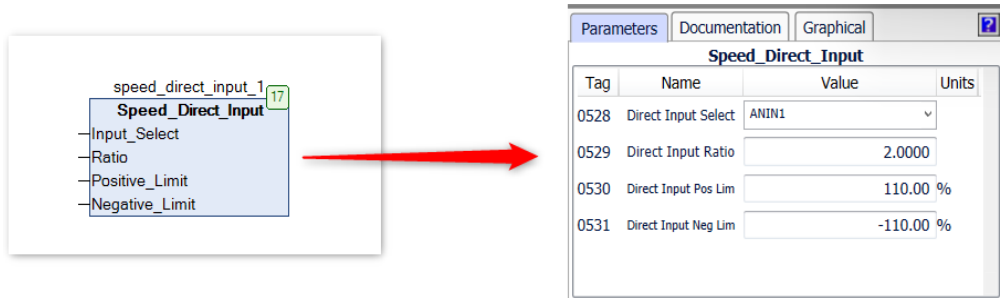 speed_direct_input_1
17
Speed_Direct_Input
Input_Select
Ratio
Positive_Limit
Negative_Limit
Parameters Documentation Graphical ?
Speed_Direct_Input
Tag Name Value Units
0528 Direct Input Select ANIN1
0529 Direct Input Ratio 2.0000
0530 Direct Input Pos Lim 110.00 %
0531 Direct Input Neg Lim -110.00 %